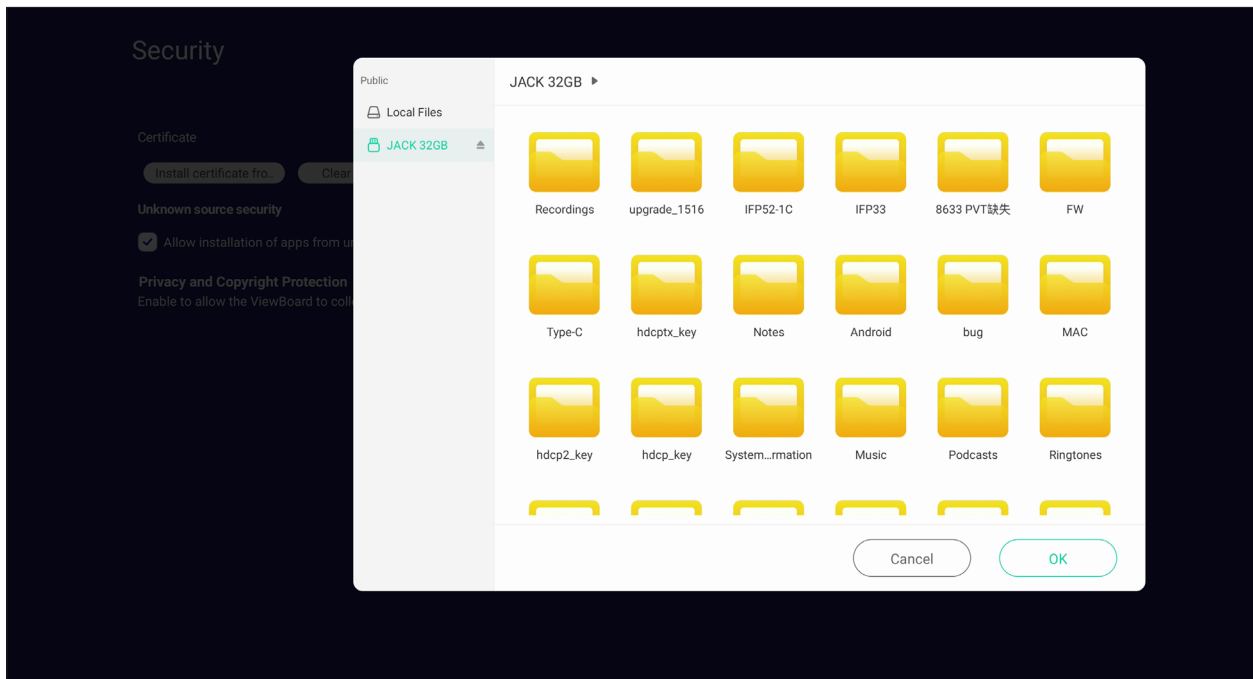 Security
Certificate
Install certificate fro..
Clear
Unknown source security
Allow installation of apps from un
Privacy and Copyright Protection
Enable to allow the ViewBoard to colle
Public
Local Files
JACK 32GB
JACK 32GB
Recordings
upgrade_1516
IFP52-1C
IFP33
8633 PVT缺失
FW
Type-C
hdcptx_key
Notes
Android
bug
MAC
hdcp2_key
hdcp_key
System...rmation
Music
Podcasts
Ringtones
Cancel
OK